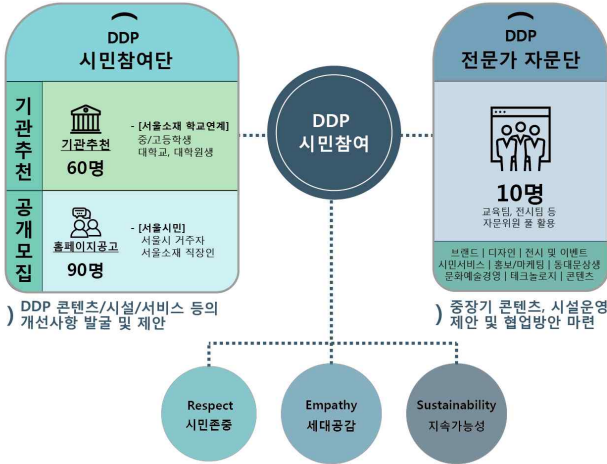 DDP
시민참여단
기관추천
기관추천
60명
- [서울소재 학교연계]
중/고등학생
대학교, 대학원생
공개모집
홈페이지공고
90명
- [서울시민]
서울시 거주자
서울소재 직장인
) DDP 콘텐츠/시설/서비스 등의
개선사항 발굴 및 제안
DDP
시민참여
DDP
전문가 자문단
10명
교육팀, 전시팀 등
자문위원 풀 활용
브랜드 | 디자인 | 전시 및 이벤트
시민서비스 | 홍보/마케팅 | 동대문상생
문화예술경영 | 테크놀로지 | 콘텐츠
) 중장기 콘텐츠, 시설운영
제안 및 협업방안 마련
Respect
시민존중
Empathy
세대공감
Sustainability
지속가능성